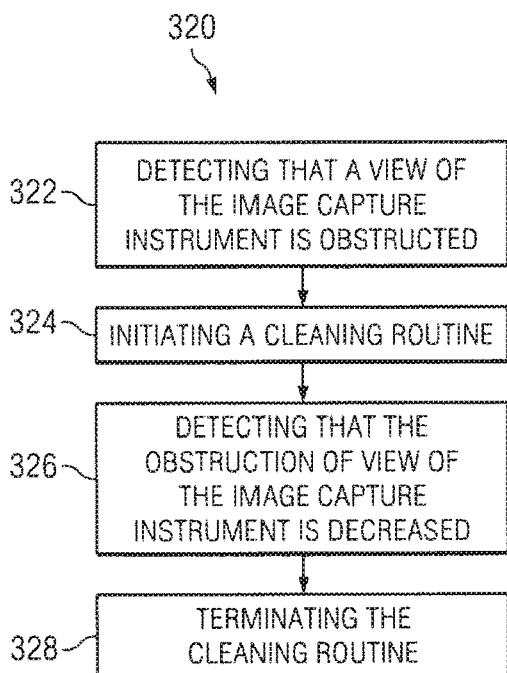 320
322
DETECTING THAT A VIEW OF
THE IMAGE CAPTURE
INSTRUMENT IS OBSTRUCTED
324
INITIATING A CLEANING ROUTINE
326
DETECTING THAT THE
OBSTRUCTION OF VIEW OF
THE IMAGE CAPTURE
INSTRUMENT IS DECREASED
328
TERMINATING THE
CLEANING ROUTINE